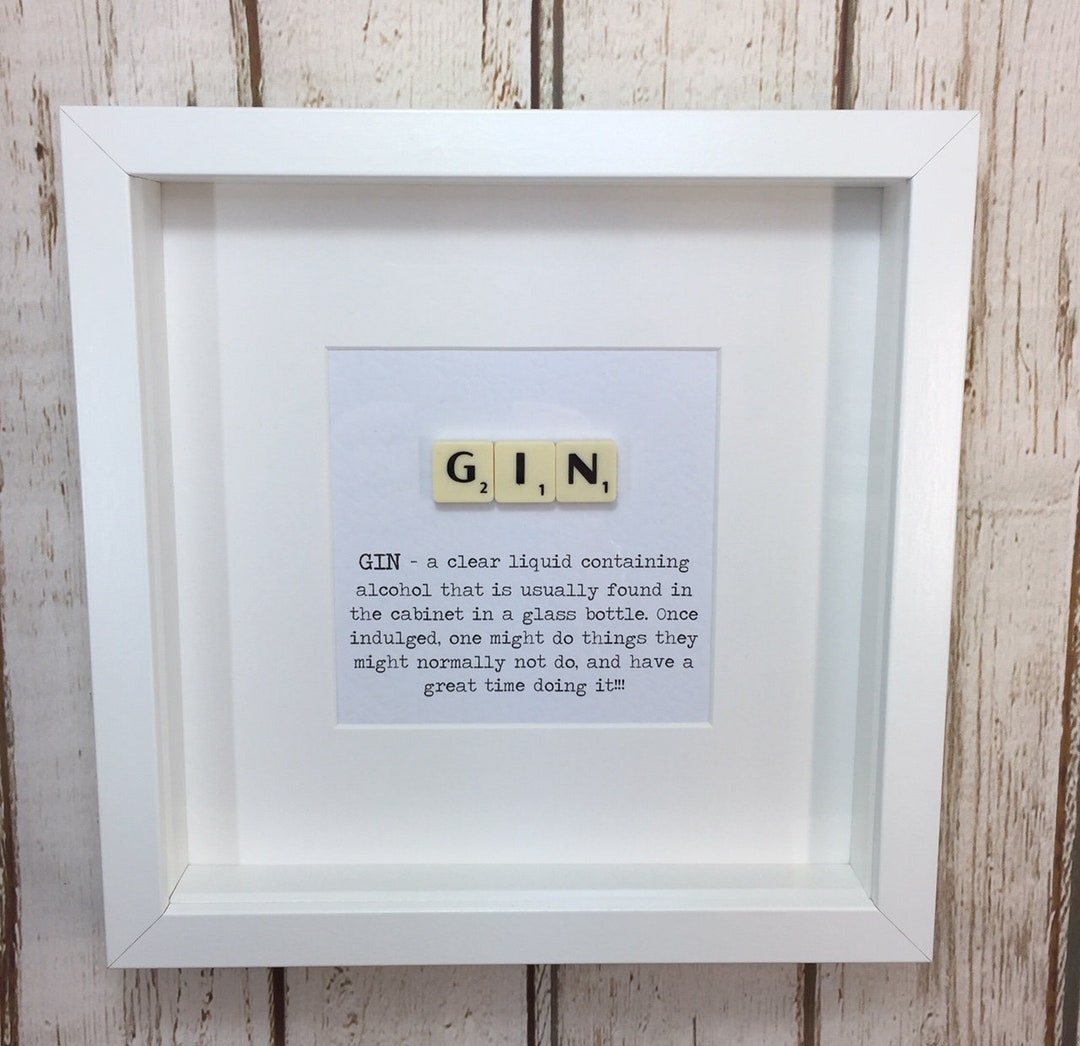 G2 I1 N1
GIN - a clear liquid containing
alcohol that is usually found in
the cabinet in a glass bottle. Once
indulged, one might do things they
might normally not do, and have a
great time doing it!!!